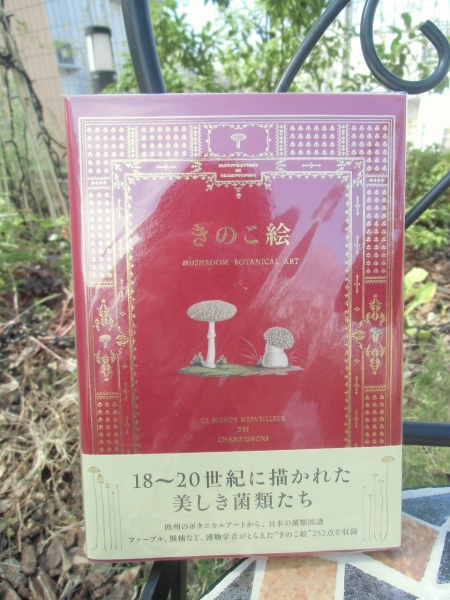 ILLUSTRATIONS
DE
CHAMPIGNONS
きのこ絵
MUSHROOM BOTANICAL ART
CE MONDE MERVEILLEUX
DES
CHAMPIGNONS
18〜20世紀に描かれた
美しき菌類たち
欧州のボタニカルアートから、日本の菌類図譜
ファーブル、熊楠など、博物学者がとらえた“きのこ絵”252点を収録